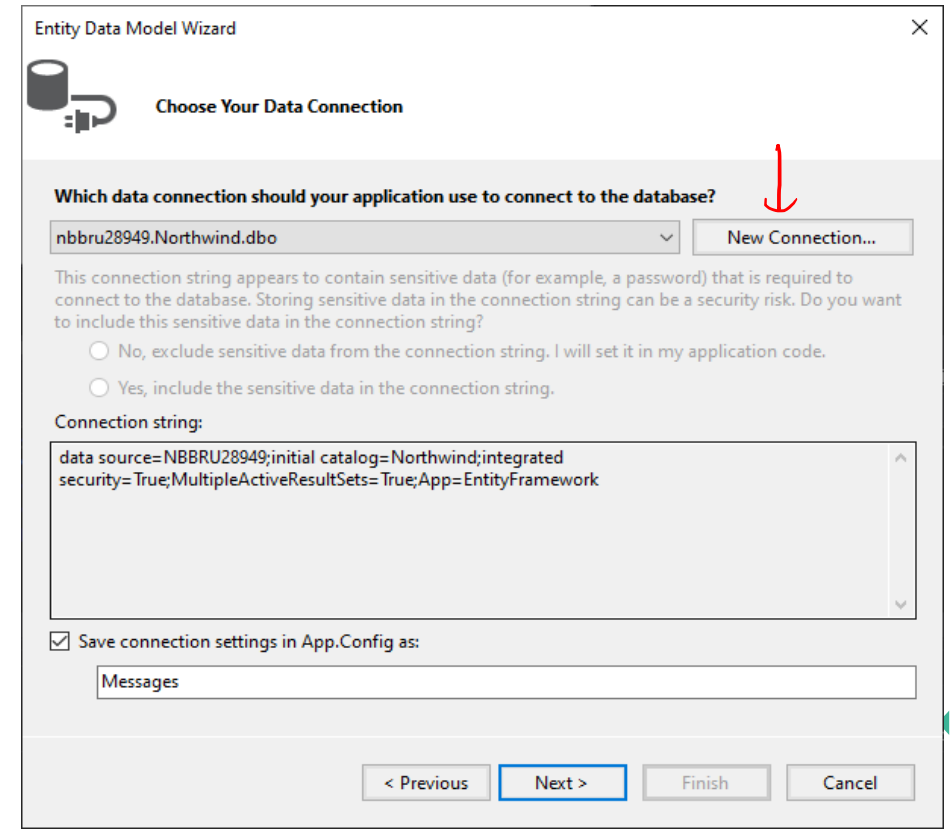 Entity Data Model Wizard
Choose Your Data Connection
Which data connection should your application use to connect to the database?
nbbru28949.Northwind.dbo
New Connection...
This connection string appears to contain sensitive data (for example, a password) that is required to
connect to the database. Storing sensitive data in the connection string can be a security risk. Do you want
to include this sensitive data in the connection string?
No, exclude sensitive data from the connection string. I will set it in my application code.
Yes, include the sensitive data in the connection string.
Connection string:
data source=NBBRU28949;initial catalog=Northwind;integrated
security=True;MultipleActiveResultSets=True;App=EntityFramework
Save connection settings in App.Config as:
Messages
< Previous
Next >
Finish
Cancel